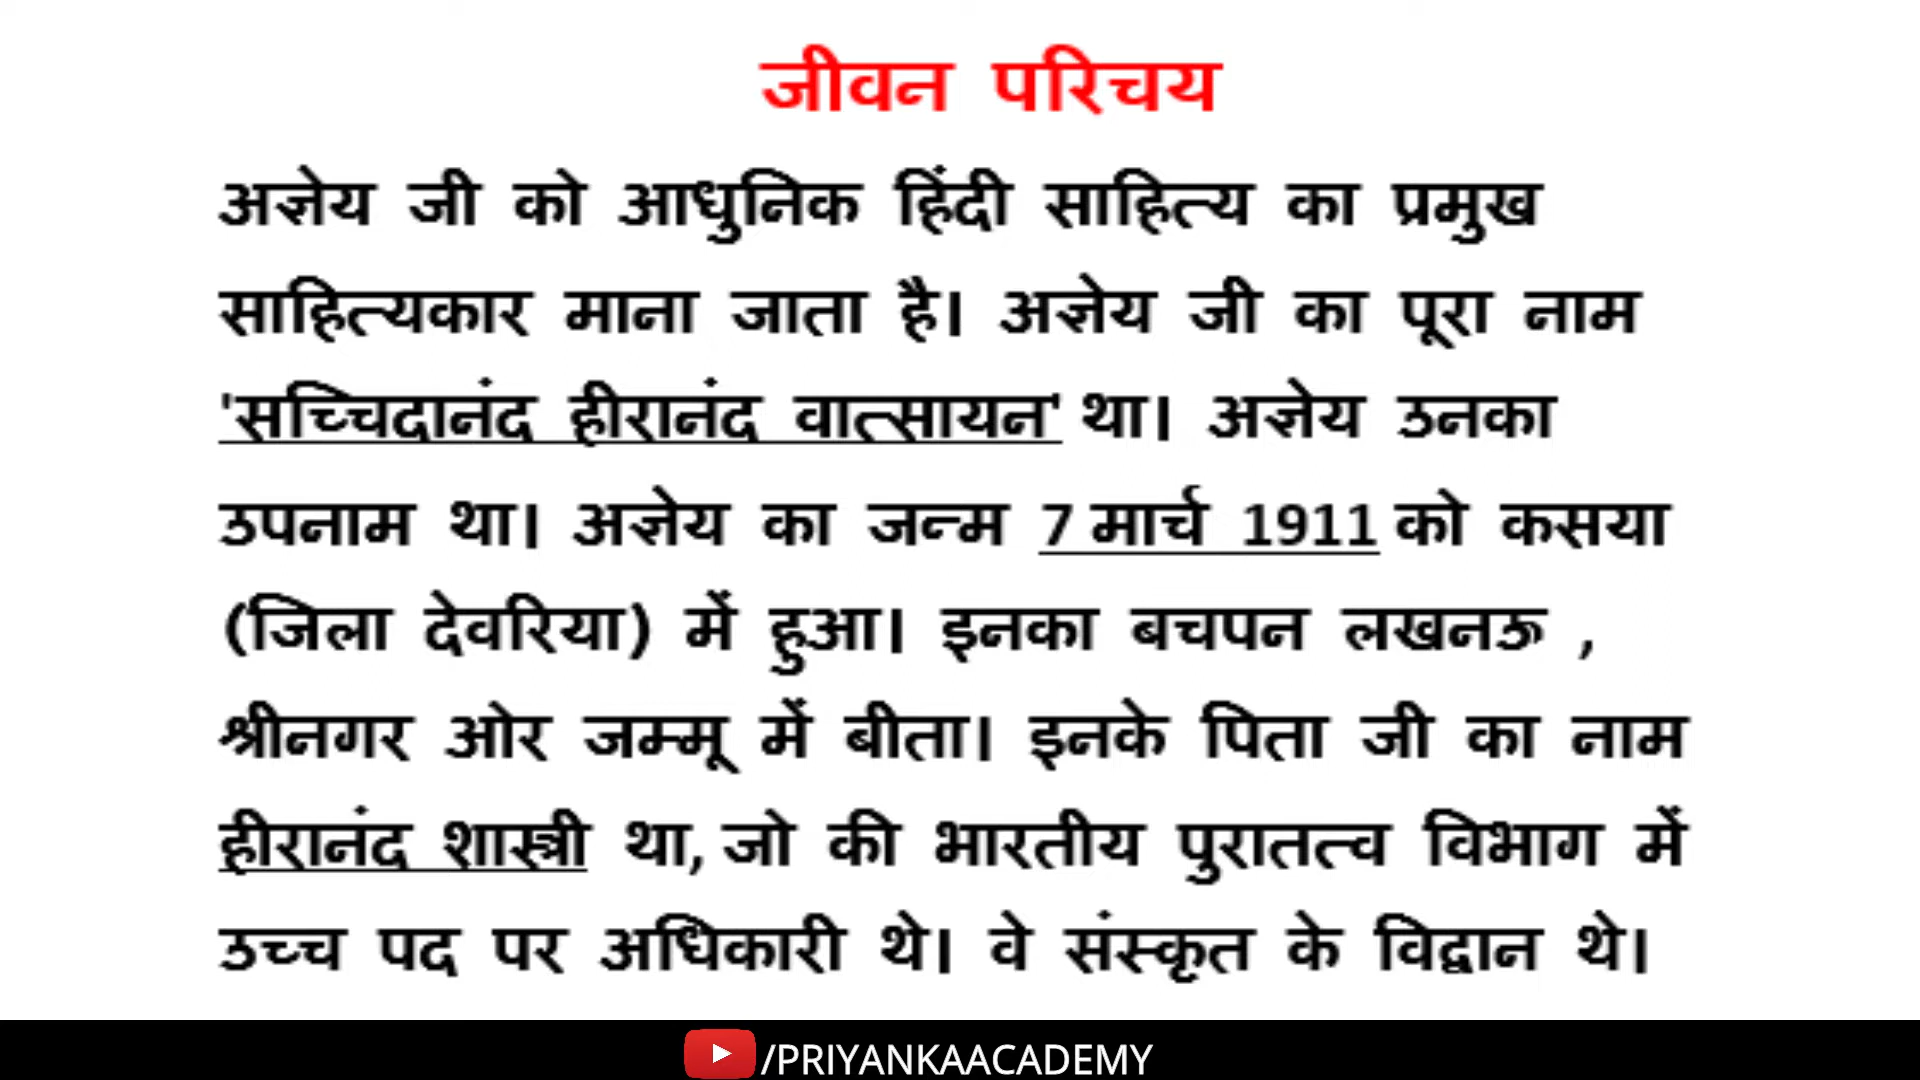 जीवन परिचय
अज्ञेय जी को आधुनिक हिंदी साहित्य का प्रमुख
साहित्यकार माना जाता है। अज्ञेय जी का पूरा नाम
'सच्चिदानंद हीरानंद वात्सायन' था। अज्ञेय उनका
उपनाम था। अज्ञेय का जन्म 7 मार्च 1911 को कसया
(जिला देवरिया) में हुआ। इनका बचपन लखनऊ ,
श्रीनगर ओर जम्मू में बीता। इनके पिता जी का नाम
हीरानंद शास्त्री था, जो की भारतीय पुरातत्व विभाग में
उच्च पद पर अधिकारी थे। वे संस्कृत के विद्वान थे।
/PRIYANKAACADEMY